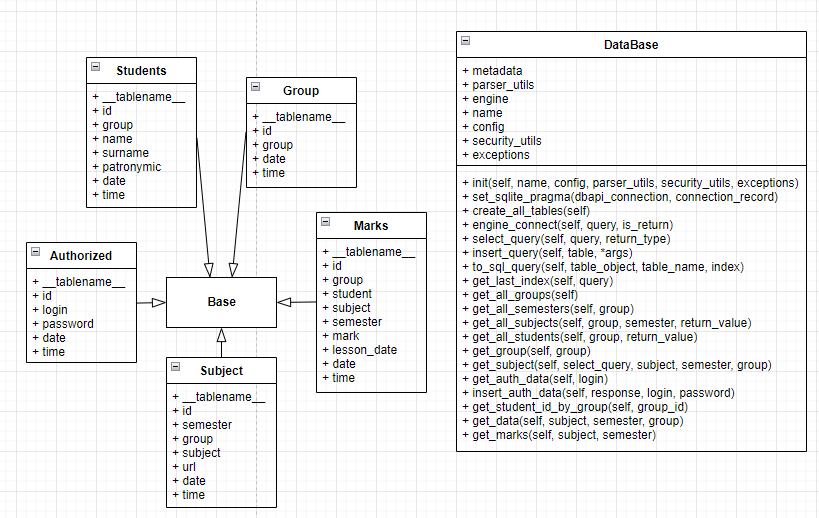 Students
+ __tablename__
+ id
+ group
+ name
+ surname
+ patronymic
+ date
+ time
Group
+ __tablename__
+ id
+ group
+ date
+ time
Authorized
+ __tablename__
+ id
+ login
+ password
+ date
+ time
Base
Marks
+ __tablename__
+ id
+ group
+ student
+ subject
+ semester
+ mark
+ lesson_date
+ date
+ time
Subject
+ __tablename__
+ id
+ semester
+ group
+ subject
+ url
+ date
+ time
DataBase
+ metadata
+ parser_utils
+ engine
+ name
+ config
+ security_utils
+ exceptions
+ init(self, name, config, parser_utils, security_utils, exceptions)
+ set_sqlite_pragma(dbapi_connection, connection_record)
+ create_all_tables(self)
+ engine_connect(self, query, is_return)
+ select_query(self, query, return_type)
+ insert_query(self, table, *args)
+ to_sql_query(self, table_object, table_name, index)
+ get_last_index(self, query)
+ get_all_groups(self)
+ get_all_semesters(self, group)
+ get_all_subjects(self, group, semester, return_value)
+ get_all_students(self, group, return_value)
+ get_group(self, group)
+ get_subject(self, select_query, subject, semester, group)
+ get_auth_data(self, login)
+ insert_auth_data(self, response, login, password)
+ get_student_id_by_group(self, group_id)
+ get_data(self, subject, semester, group)
+ get_marks(self, subject, semester)